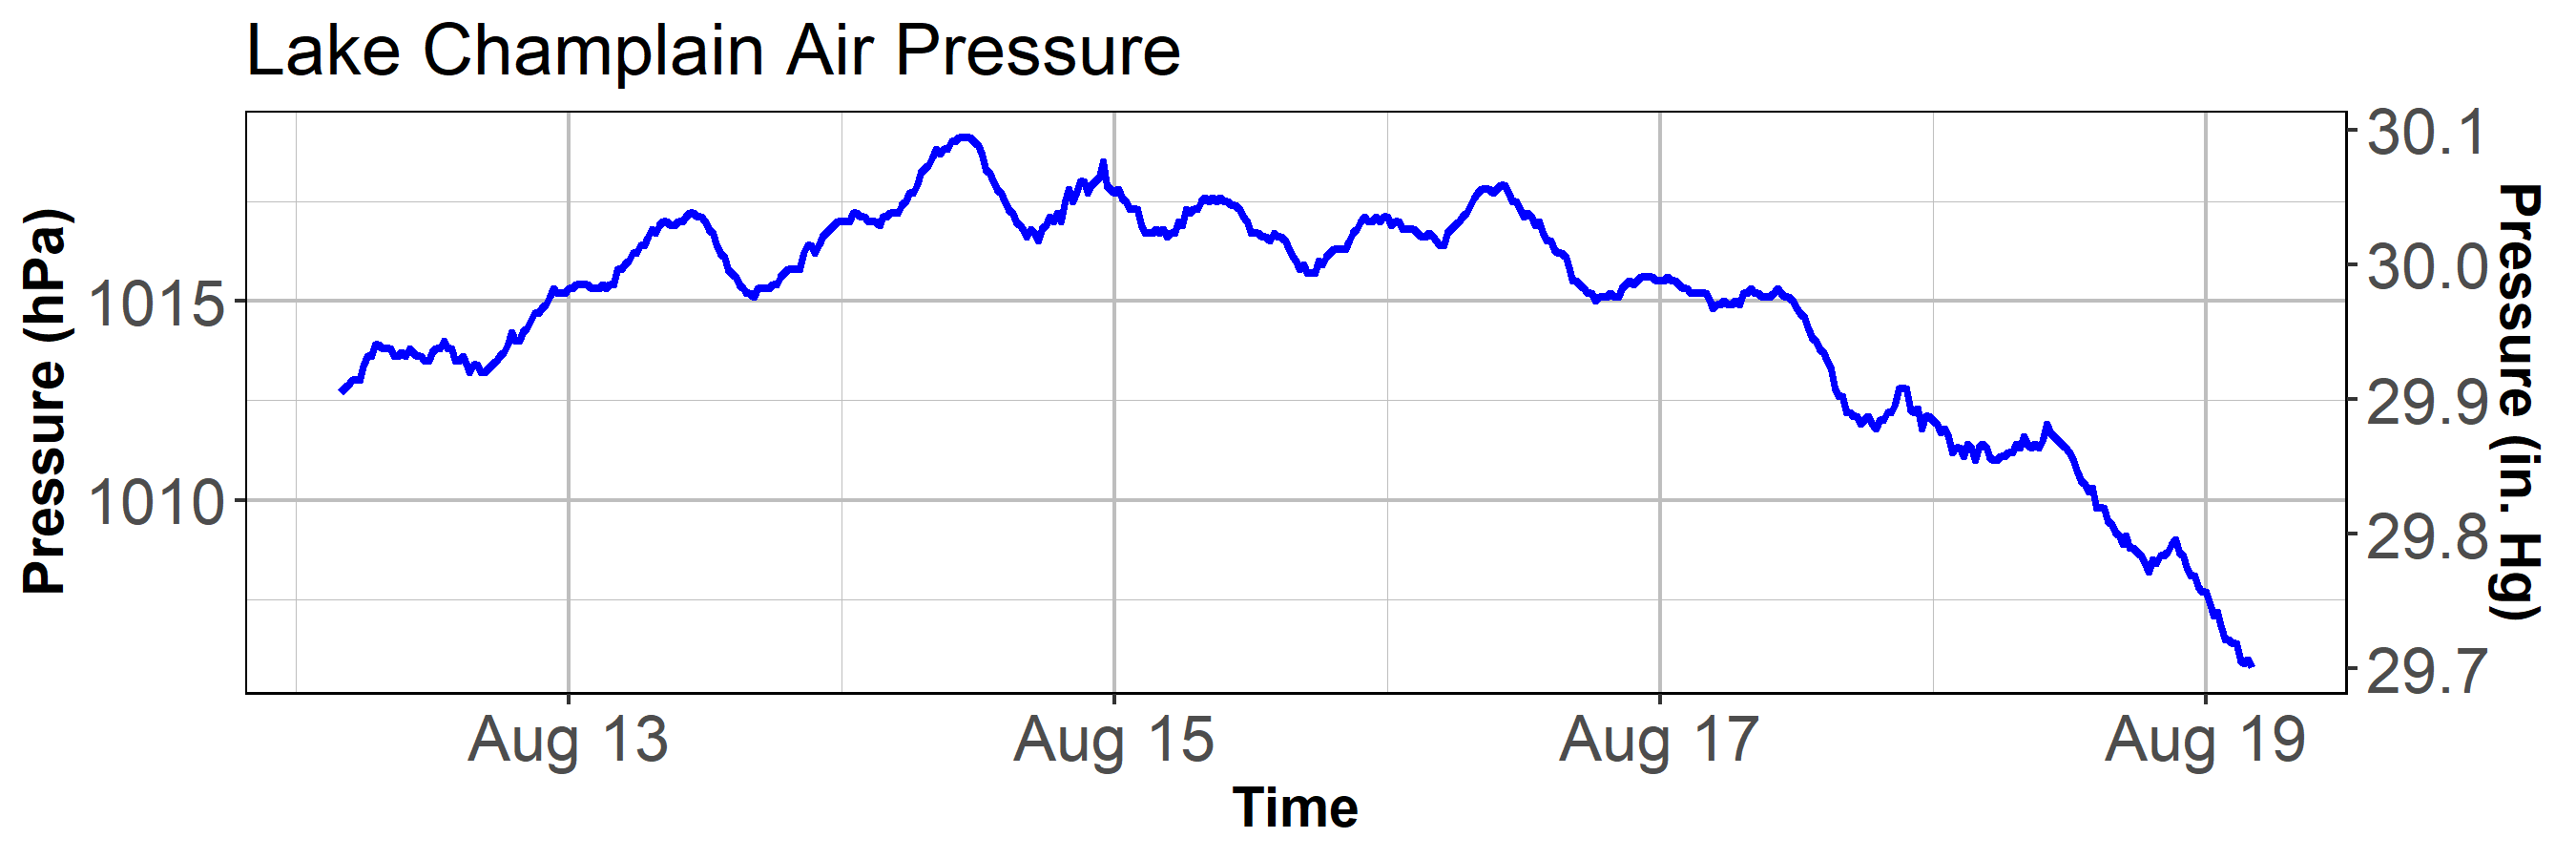 Lake Champlain Air Pressure
Pressure (hPa)
1015
1010
30.1
30.0
29.9
29.8
29.7
Pressure (in. Hg)
Aug 13
Aug 15
Aug 17
Aug 19
Time